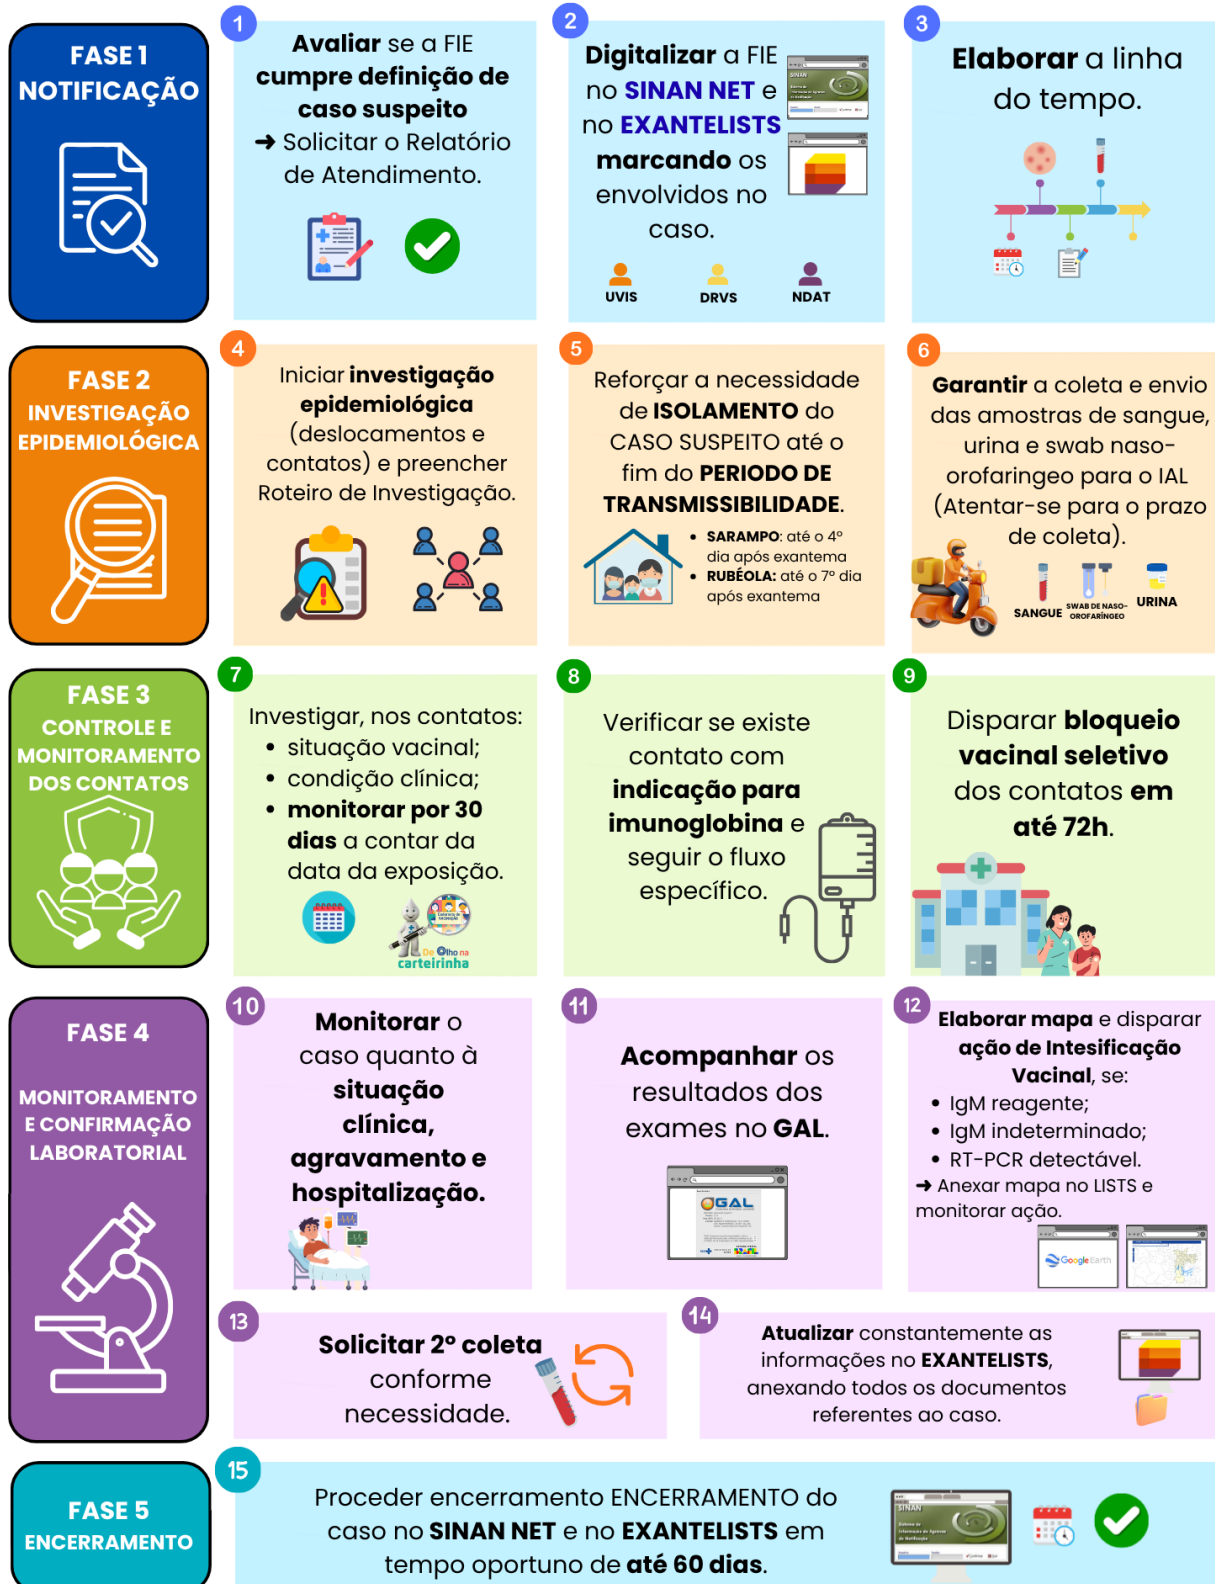 FASE 1
NOTIFICAÇÃO
1
Avaliar se a FIE
cumpre definição de
caso suspeito
➜ Solicitar o Relatório
de Atendimento.
2
Digitalizar a FIE
no SINAN NET e
no EXANTELISTS
marcando os
envolvidos no
caso.
SINAN
UVIS
DRVS
NDAT
3
Elaborar a linha
do tempo.
FASE 2
INVESTIGAÇÃO
EPIDEMIOLÓGICA
4
Iniciar investigação
epidemiológica
(deslocamentos e
contatos) e preencher
Roteiro de Investigação.
5
Reforçar a necessidade
de ISOLAMENTO do
CASO SUSPEITO até o
fim do PERIODO DE
TRANSMISSIBILIDADE.
• SARAMPO: até o 4º
dia após exantema
• RUBÉOLA: até o 7º dia
após exantema
6
Garantir a coleta e envio
das amostras de sangue,
urina e swab naso-
orofaringeo para o IAL
(Atentar-se para o prazo
de coleta).
SANGUE
SWAB DE NASO-
OROFARÍNGEO
URINA
FASE 3
CONTROLE E
MONITORAMENTO
DOS CONTATOS
7
Investigar, nos contatos:
• situação vacinal;
• condição clínica;
• monitorar por 30
dias a contar da
data da exposição.
De Olho na
carteirinha
8
Verificar se existe
contato com
indicação para
imunoglobina e
seguir o fluxo
específico.
9
Disparar bloqueio
vacinal seletivo
dos contatos em
até 72h.
FASE 4
MONITORAMENTO
E CONFIRMAÇÃO
LABORATORIAL
10
Monitorar o
caso quanto à
situação
clínica,
agravamento e
hospitalização.
11
Acompanhar os
resultados dos
exames no GAL.
GAL
12
Elaborar mapa e disparar
ação de Intesificação
Vacinal, se:
• IgM reagente;
• IgM indeterminado;
• RT-PCR detectável.
➜ Anexar mapa no LISTS e
monitorar ação.
Google Earth
13
Solicitar 2º coleta
conforme
necessidade.
14
Atualizar constantemente as
informações no EXANTELISTS,
anexando todos os documentos
referentes ao caso.
FASE 5
ENCERRAMENTO
15
Proceder encerramento ENCERRAMENTO do
caso no SINAN NET e no EXANTELISTS em
tempo oportuno de até 60 dias.
SINAN
Sistema de
Informação de Agravos
de Notificação